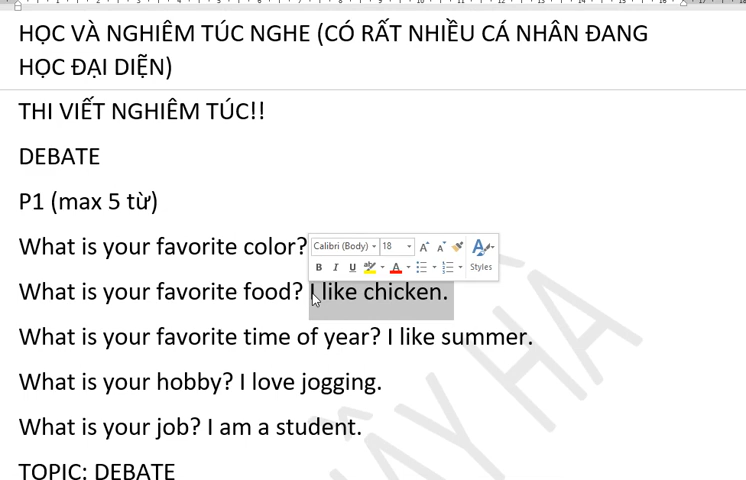 HỌC VÀ NGHIÊM TÚC NGHE (CÓ RẤT NHIỀU CÁ NHÂN ĐANG
HỌC ĐẠI DIỆN)
THI VIẾT NGHIÊM TÚC!!
DEBATE
P1 (max 5 từ)
What is your favorite color?
Calibri (Body) 18
B I U Styles
What is your favorite food? I like chicken.
What is your favorite time of year? I like summer.
What is your hobby? I love jogging.
What is your job? I am a student.
TOPIC: DEBATE